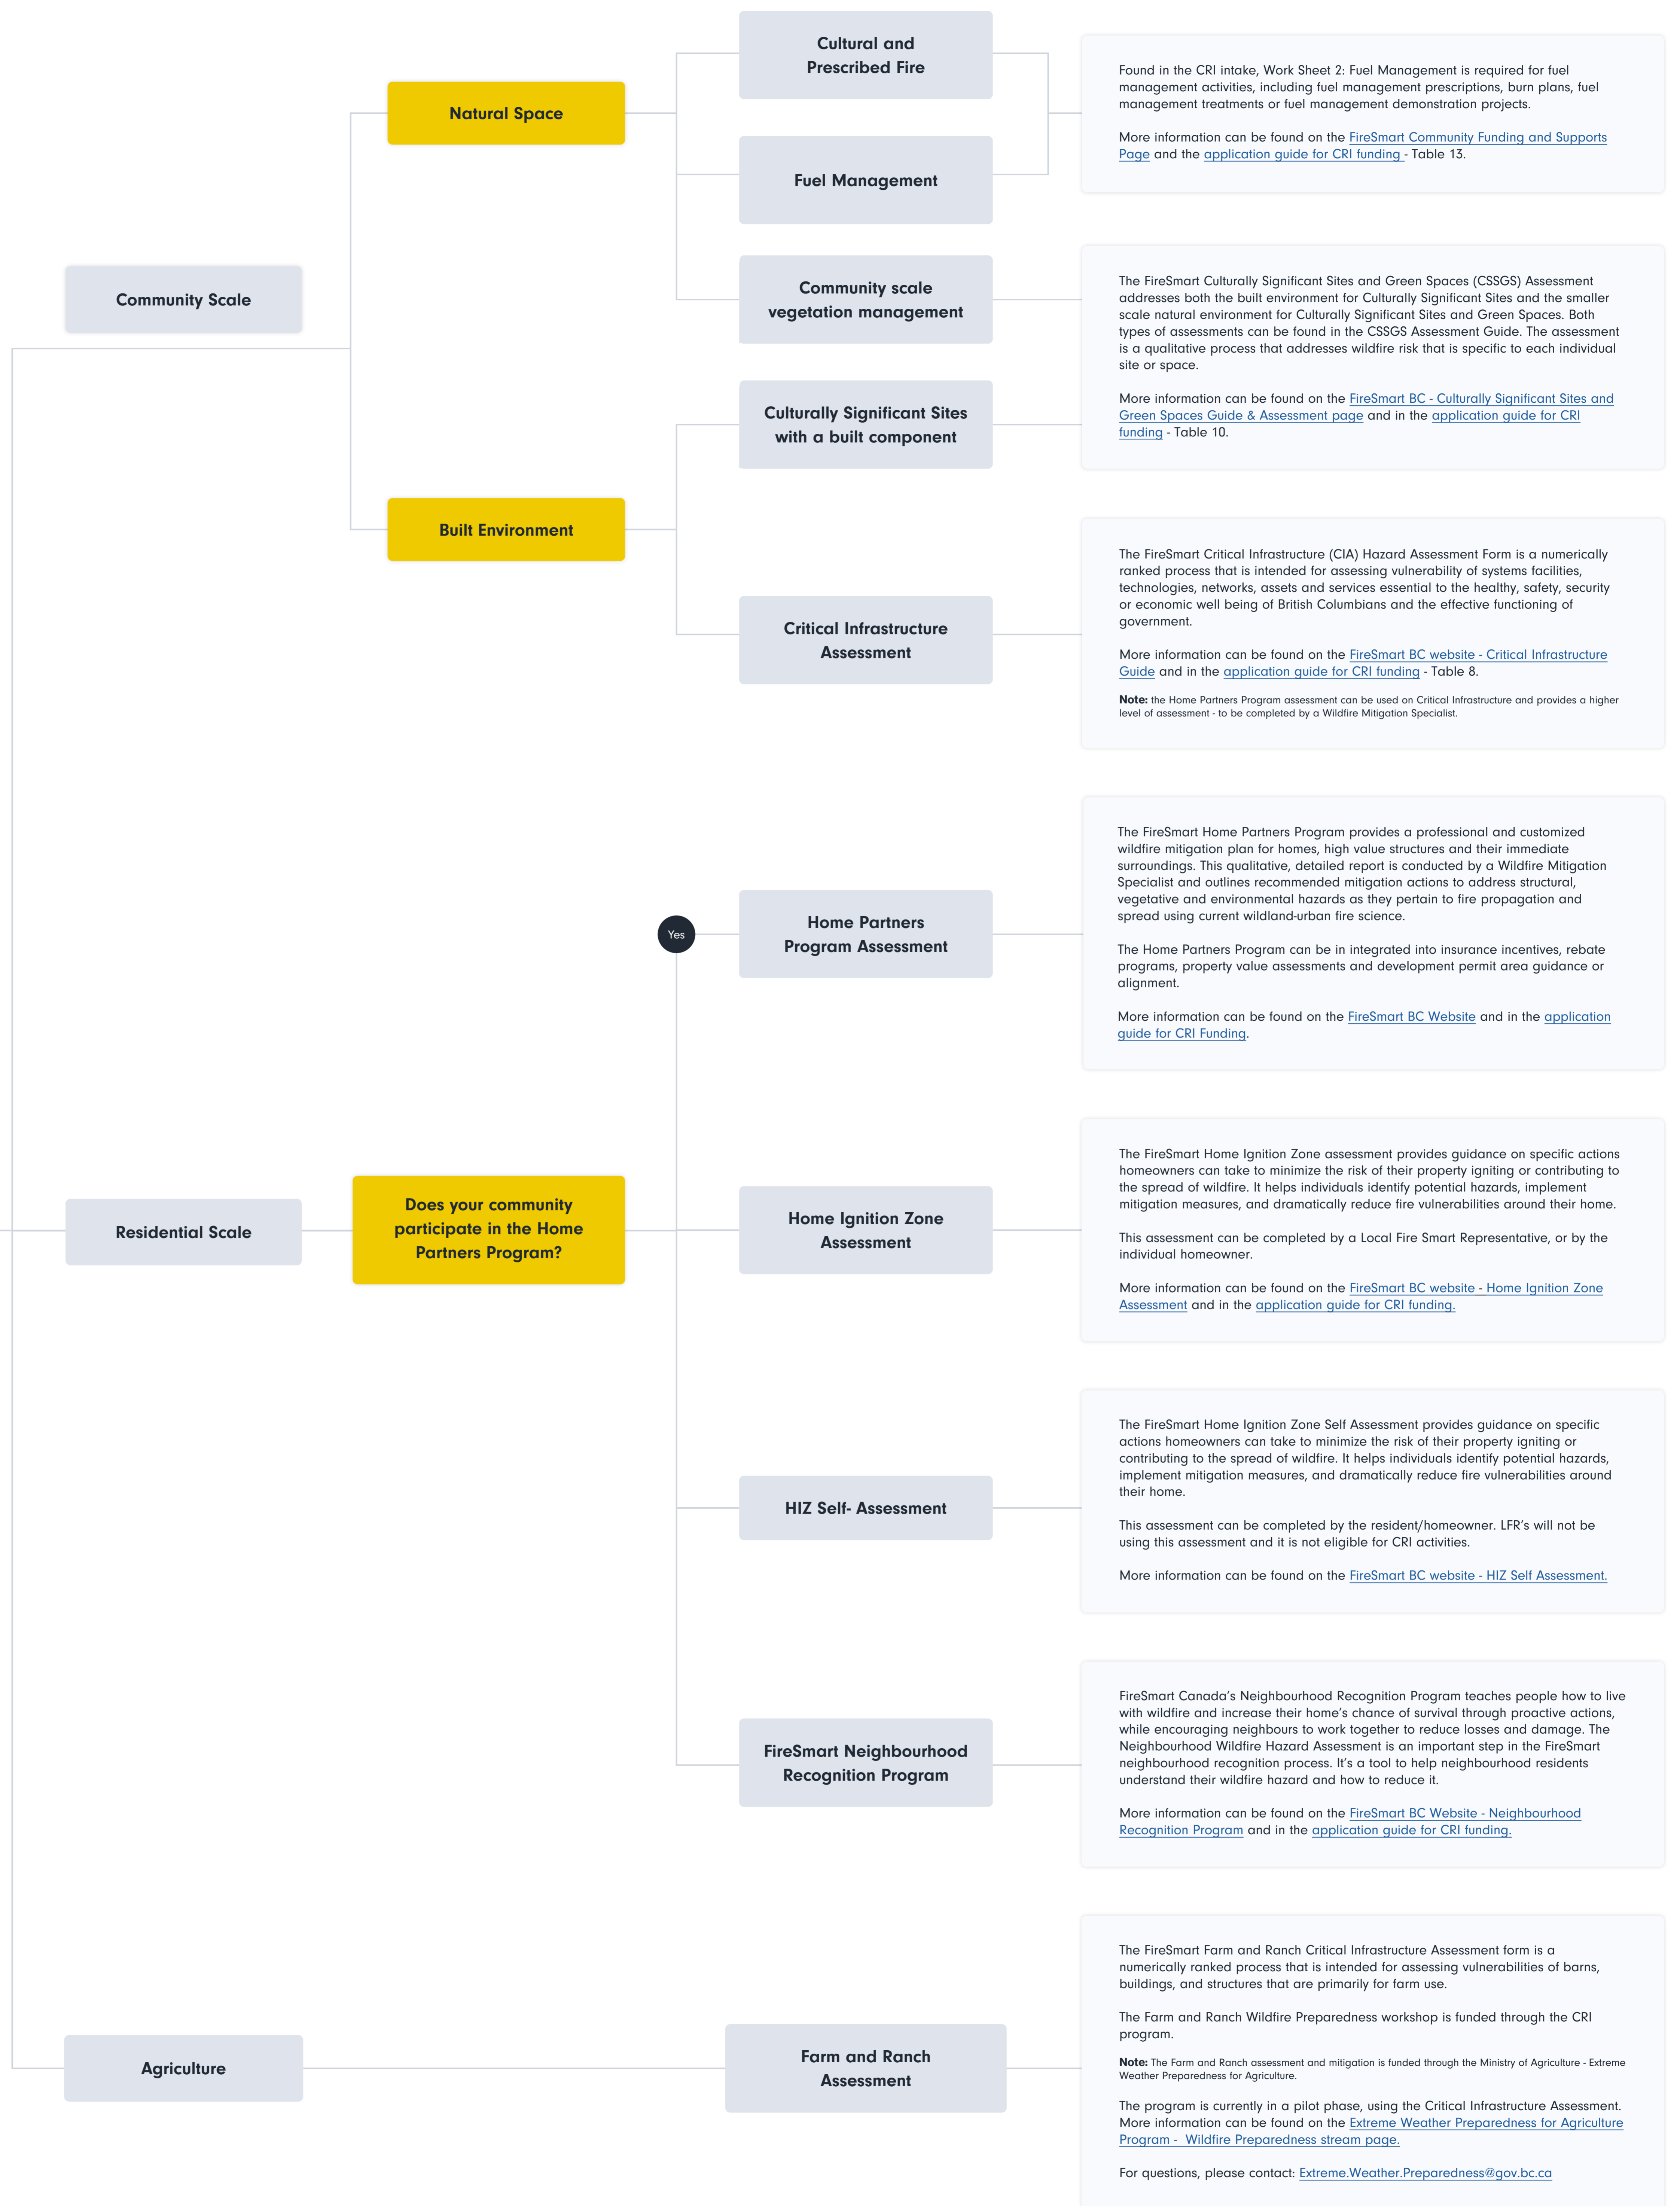 Cultural and
Prescribed Fire
Natural Space
Fuel Management
Found in the CRI intake, Work Sheet 2: Fuel Management is required for fuel
management activities, including fuel management prescriptions, burn plans, fuel
management treatments or fuel management demonstration projects.
More information can be found on the FireSmart Community Funding and Supports
Page and the application guide for CRI funding - Table 13.
Community Scale
Community scale
vegetation management
Culturally Significant Sites
with a built component
The FireSmart Culturally Significant Sites and Green Spaces (CSSGS) Assessment
addresses both the built environment for Culturally Significant Sites and the smaller
scale natural environment for Culturally Significant Sites and Green Spaces. Both
types of assessments can be found in the CSSGS Assessment Guide. The assessment
is a qualitative process that addresses wildfire risk that is specific to each individual
site or space.
More information can be found on the FireSmart BC - Culturally Significant Sites and
Green Spaces Guide & Assessment page and in the application guide for CRI
funding - Table 10.
Built Environment
Critical Infrastructure
Assessment
The FireSmart Critical Infrastructure (CIA) Hazard Assessment Form is a numerically
ranked process that is intended for assessing vulnerability of systems facilities,
technologies, networks, assets and services essential to the healthy, safety, security
or economic well being of British Columbians and the effective functioning of
government.
More information can be found on the FireSmart BC website - Critical Infrastructure
Guide and in the application guide for CRI funding - Table 8.
Note: the Home Partners Program assessment can be used on Critical Infrastructure and provides a higher
level of assessment - to be completed by a Wildfire Mitigation Specialist.
Yes
Home Partners
Program Assessment
The FireSmart Home Partners Program provides a professional and customized
wildfire mitigation plan for homes, high value structures and their immediate
surroundings. This qualitative, detailed report is conducted by a Wildfire Mitigation
Specialist and outlines recommended mitigation actions to address structural,
vegetative and environmental hazards as they pertain to fire propagation and
spread using current wildland-urban fire science.
The Home Partners Program can be in integrated into insurance incentives, rebate
programs, property value assessments and development permit area guidance or
alignment.
More information can be found on the FireSmart BC Website and in the application
guide for CRI Funding.
Residential Scale
Does your community
participate in the Home
Partners Program?
Home Ignition Zone
Assessment
The FireSmart Home Ignition Zone assessment provides guidance on specific actions
homeowners can take to minimize the risk of their property igniting or contributing to
the spread of wildfire. It helps individuals identify potential hazards, implement
mitigation measures, and dramatically reduce fire vulnerabilities around their home.
This assessment can be completed by a Local Fire Smart Representative, or by the
individual homeowner.
More information can be found on the FireSmart BC website - Home Ignition Zone
Assessment and in the application guide for CRI funding.
HIZ Self- Assessment
The FireSmart Home Ignition Zone Self Assessment provides guidance on specific
actions homeowners can take to minimize the risk of their property igniting or
contributing to the spread of wildfire. It helps individuals identify potential hazards,
implement mitigation measures, and dramatically reduce fire vulnerabilities around
their home.
This assessment can be completed by the resident/homeowner. LFR's will not be
using this assessment and it is not eligible for CRI activities.
More information can be found on the FireSmart BC website - HIZ Self Assessment.
FireSmart Neighbourhood
Recognition Program
FireSmart Canada's Neighbourhood Recognition Program teaches people how to live
with wildfire and increase their home's chance of survival through proactive actions,
while encouraging neighbours to work together to reduce losses and damage. The
Neighbourhood Wildfire Hazard Assessment is an important step in the FireSmart
neighbourhood recognition process. It's a tool to help neighbourhood residents
understand their wildfire hazard and how to reduce it.
More information can be found on the FireSmart BC Website - Neighbourhood
Recognition Program and in the application guide for CRI funding.
Agriculture
Farm and Ranch
Assessment
The FireSmart Farm and Ranch Critical Infrastructure Assessment form is a
numerically ranked process that is intended for assessing vulnerabilities of barns,
buildings, and structures that are primarily for farm use.
The Farm and Ranch Wildfire Preparedness workshop is funded through the CRI
program.
Note: The Farm and Ranch assessment and mitigation is funded through the Ministry of Agriculture - Extreme
Weather Preparedness for Agriculture.
The program is currently in a pilot phase, using the Critical Infrastructure Assessment.
More information can be found on the Extreme Weather Preparedness for Agriculture
Program - Wildfire Preparedness stream page.
For questions, please contact: Extreme.Weather.Preparedness@gov.bc.ca